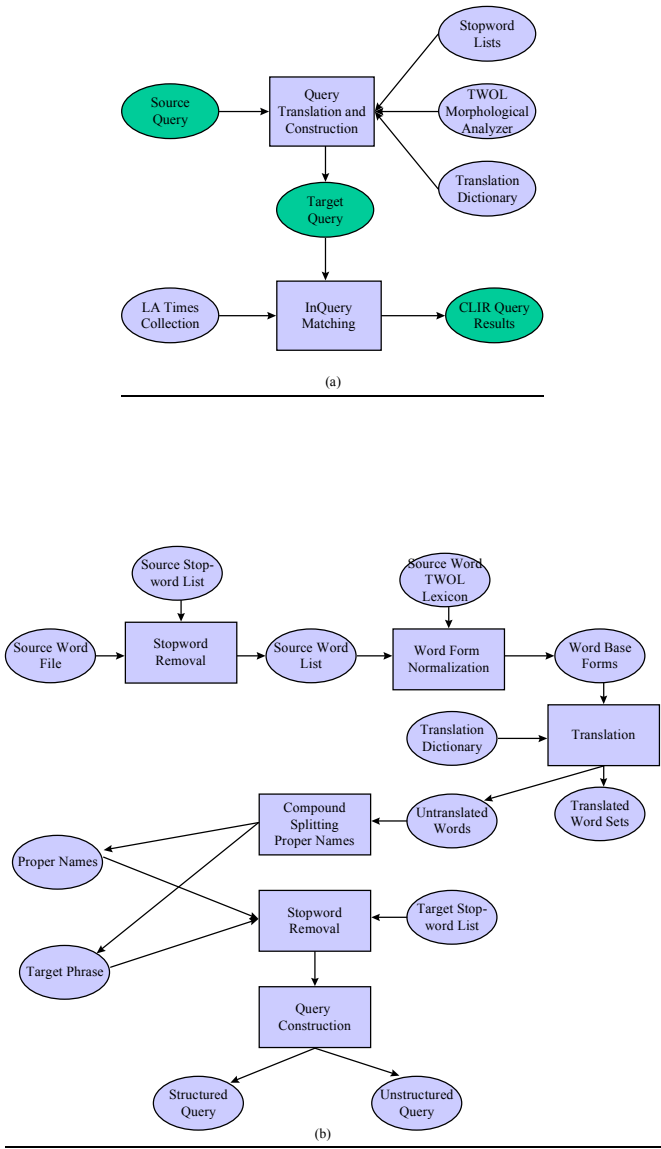 Stopword
Lists
Source
Query
Query
Translation and
Construction
TWOL
Morphological
Analyzer
Translation
Dictionary
Target
Query
LA Times
Collection
InQuery
Matching
CLIR Query
Results
(a)
Source Stop-
word List
Source Word
TWOL
Lexicon
Source Word
File
Stopword
Removal
Source Word
List
Word Form
Normalization
Word Base
Forms
Translation
Dictionary
Translation
Compound
Splitting
Proper Names
Untranslated
Words
Translated
Word Sets
Proper Names
Stopword
Removal
Target Stop-
word List
Target Phrase
Query
Construction
Structured
Query
Unstructured
Query
(b)